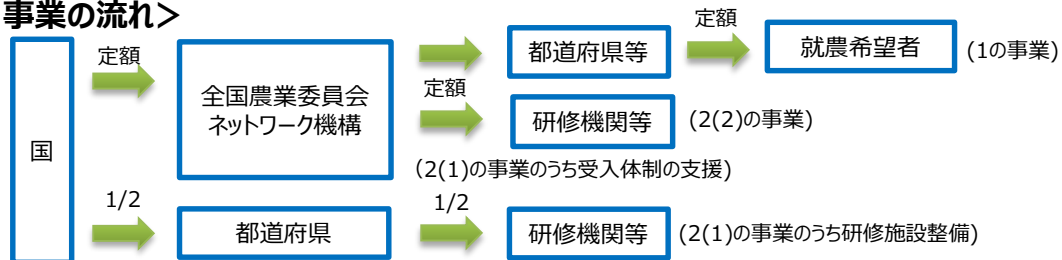 事業の流れ>
定額
定額
国
全国農業委員会
ネットワーク機構
都道府県等
就農希望者
(1の事業)
定額
研修機関等
(2(2)の事業)
(2(1)の事業のうち受入体制の支援)
1/2
都道府県
1/2
研修機関等
(2(1)の事業のうち研修施設整備)